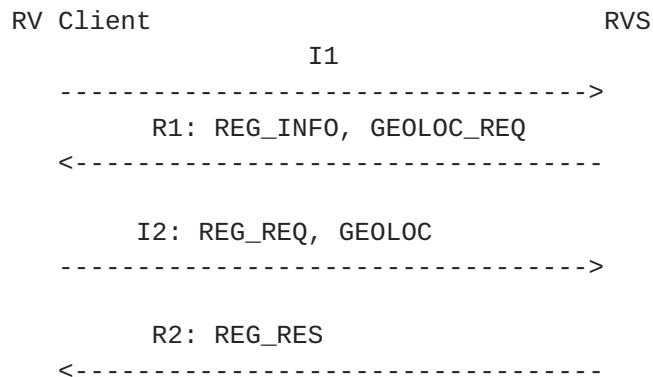 RV Client RVS
I1
---------------------------------->
R1: REG_INFO, GEOLOC_REQ
<----------------------------------
I2: REG_REQ, GEOLOC
---------------------------------->
R2: REG_RES
<----------------------------------